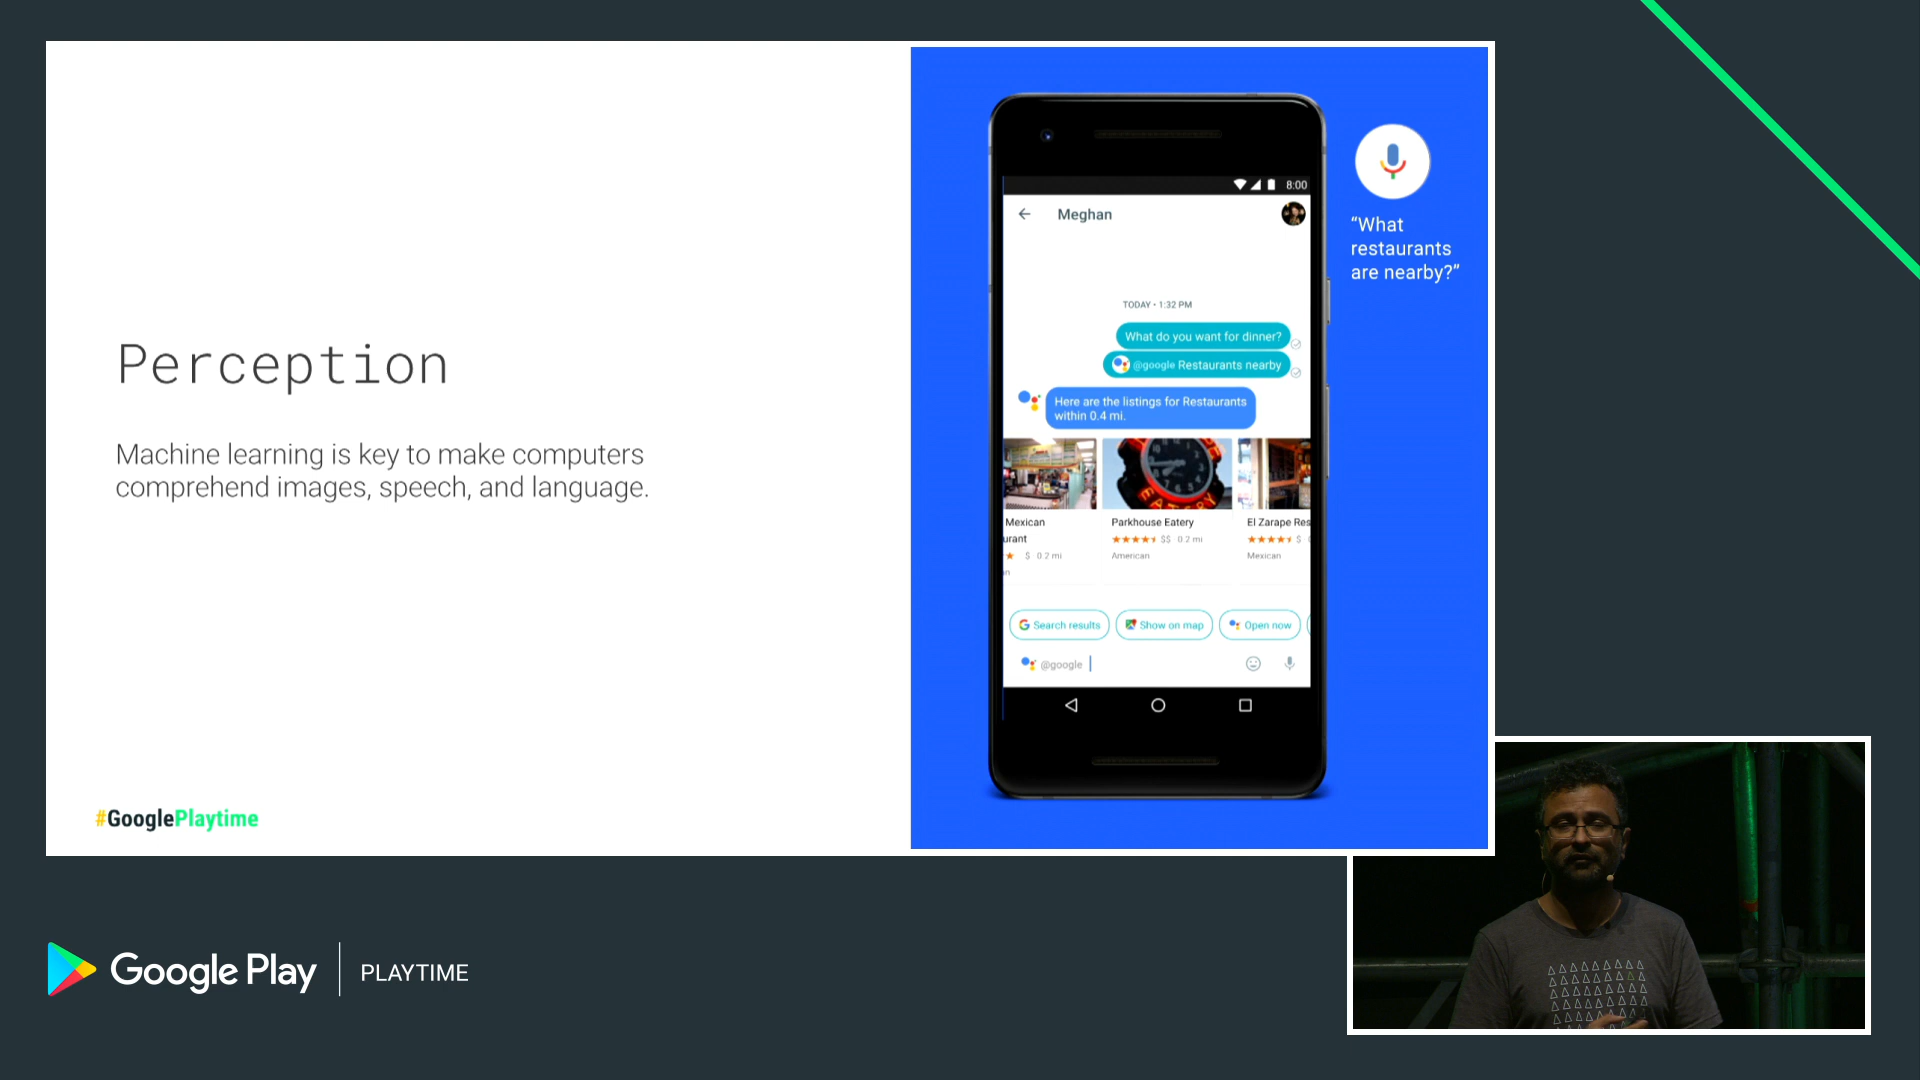 Perception
Machine learning is key to make computers
comprehend images, speech, and language.
#GooglePlaytime
8:00
Meghan
TODAY • 1:32 PM
What do you want for dinner?
@google Restaurants nearby
Here are the listings for Restaurants
within 0.4 mi.
EATERY
Mexican
urant
$ 0.2 mi
an
Parkhouse Eatery
$$ 0.2 mi
American
El Zarape Res
$
Mexican
Search results
Show on map
Open now
@google
“What
restaurants
are nearby?”
Google Play
PLAYTIME